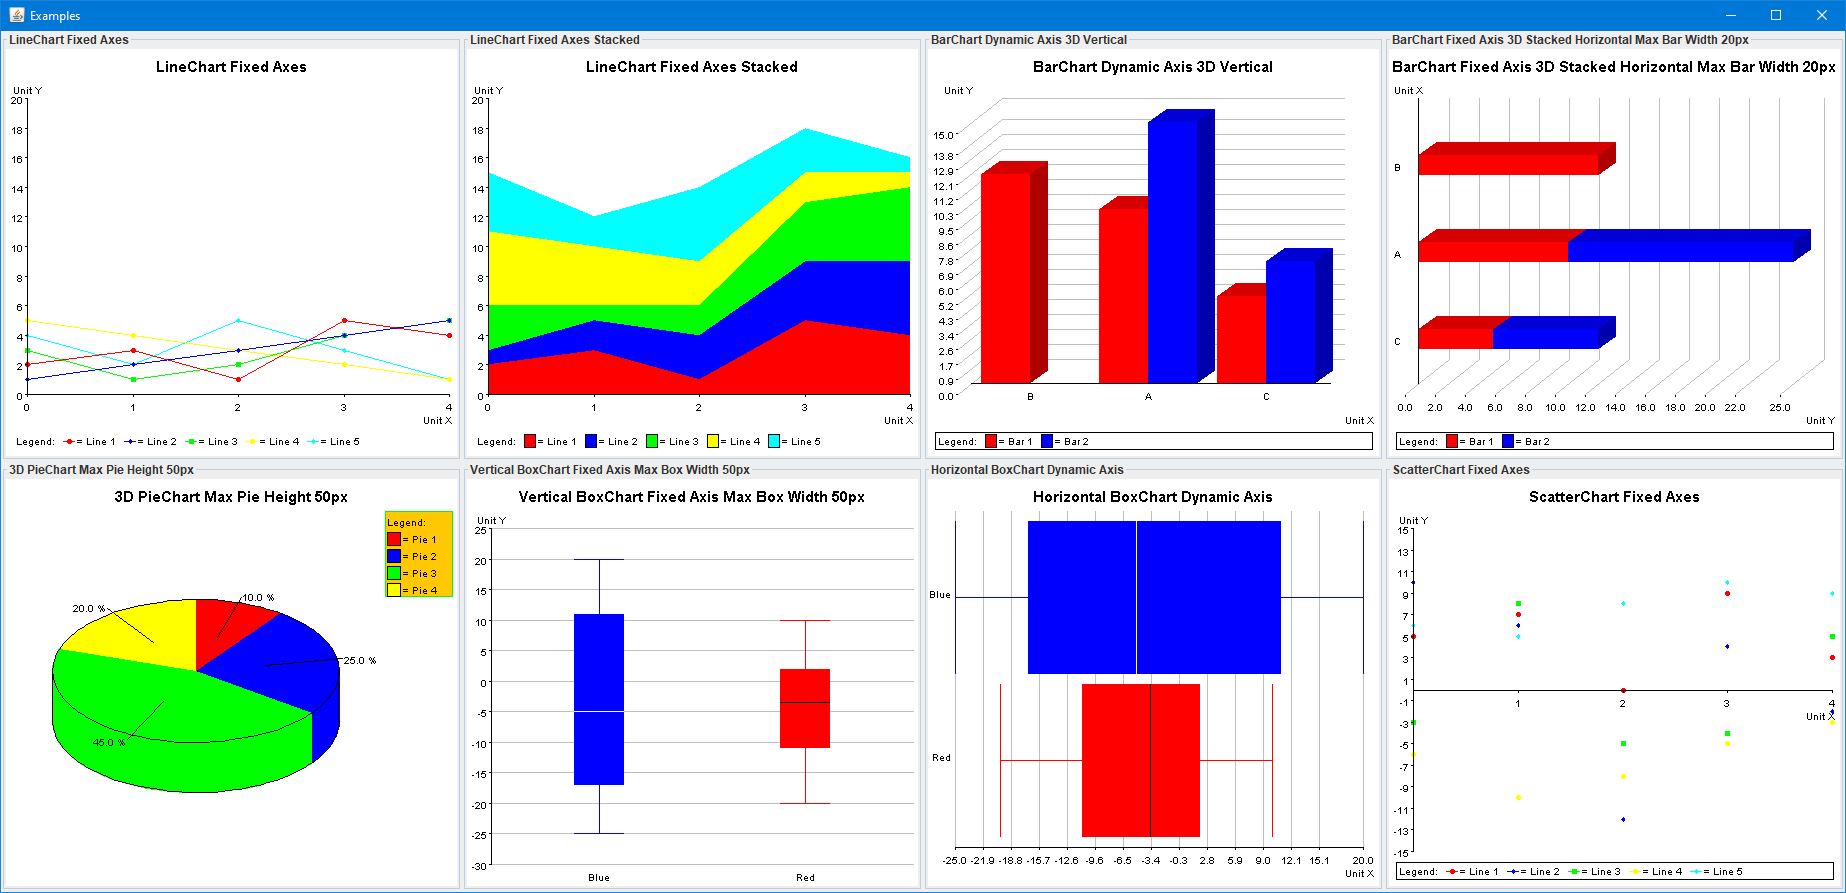 Examples
LineChart Fixed Axes
LineChart Fixed Axes
Unit Y
20
18
16
14
12
10
8
6
4
2
0
0 1 2 3 4
Unit X
Legend: = Line 1 = Line 2 = Line 3 = Line 4 = Line 5
LineChart Fixed Axes Stacked
LineChart Fixed Axes Stacked
Unit Y
20
18
16
14
12
10
8
6
4
2
0
0 1 2 3 4
Unit X
Legend: = Line 1 = Line 2 = Line 3 = Line 4 = Line 5
BarChart Dynamic Axis 3D Vertical
BarChart Dynamic Axis 3D Vertical
Unit Y
15.0
13.8
12.9
12.1
11.2
10.3
9.5
8.6
7.8
6.9
6.0
5.2
4.3
3.4
2.6
1.7
0.9
0.0
B A C
Unit X
Legend: = Bar 1 = Bar 2
BarChart Fixed Axis 3D Stacked Horizontal Max Bar Width 20px
BarChart Fixed Axis 3D Stacked Horizontal Max Bar Width 20px
Unit X
B
A
C
0.0 2.0 4.0 6.0 8.0 10.0 12.0 14.0 16.0 18.0 20.0 22.0 25.0
Unit Y
Legend: = Bar 1 = Bar 2
3D PieChart Max Pie Height 50px
3D PieChart Max Pie Height 50px
Legend:
= Pie 1
= Pie 2
= Pie 3
= Pie 4
10.0 %
20.0 %
25.0 %
45.0 %
Vertical BoxChart Fixed Axis Max Box Width 50px
Vertical BoxChart Fixed Axis Max Box Width 50px
Unit Y
25
20
15
10
5
0
-5
-10
-15
-20
-25
-30
Blue Red
Horizontal BoxChart Dynamic Axis
Horizontal BoxChart Dynamic Axis
Blue
Red
-25.0 -21.9 -18.8 -15.7 -12.6 -9.6 -6.5 -3.4 -0.3 2.8 5.9 9.0 12.1 15.1 20.0
Unit X
ScatterChart Fixed Axes
ScatterChart Fixed Axes
Unit Y
15
13
11
9
7
5
3
1
-1
-3
-5
-7
-9
-11
-13
-15
1 2 3 4
Unit X
Legend: = Line 1 = Line 2 = Line 3 = Line 4 = Line 5